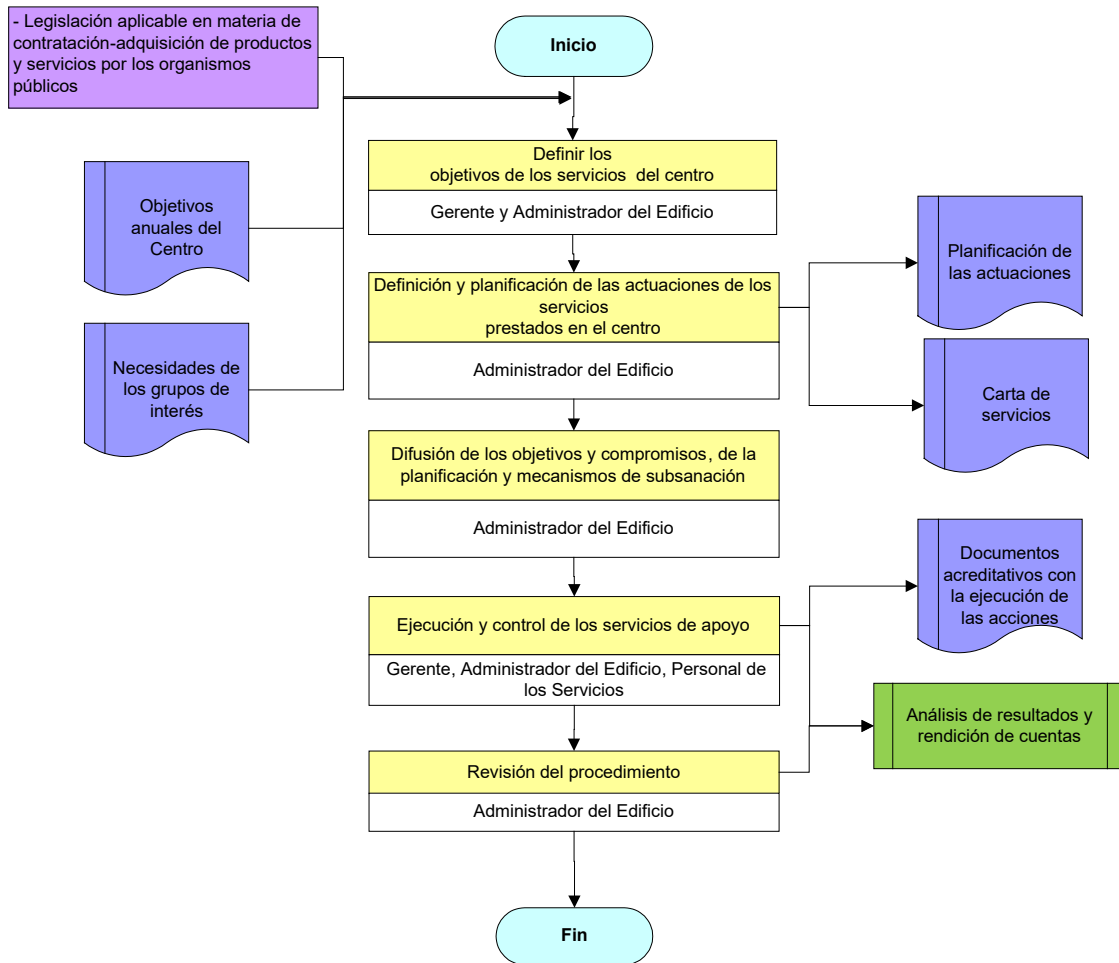 - Legislación aplicable en materia de
contratación-adquisición de productos
y servicios por los organismos
públicos
Inicio
Definir los
objetivos de los servicios del centro
Gerente y Administrador del Edificio
Objetivos
anuales del
Centro
Planificación de
las actuaciones
Definición y planificación de las actuaciones de los
servicios
prestados en el centro
Administrador del Edificio
Necesidades de
los grupos de
interés
Carta de
servicios
Difusión de los objetivos y compromisos, de la
planificación y mecanismos de subsanación
Administrador del Edificio
Documentos
acreditativos con
la ejecución de
las acciones
Ejecución y control de los servicios de apoyo
Gerente, Administrador del Edificio, Personal de
los Servicios
Análisis de resultados y
rendición de cuentas
Revisión del procedimiento
Administrador del Edificio
Fin